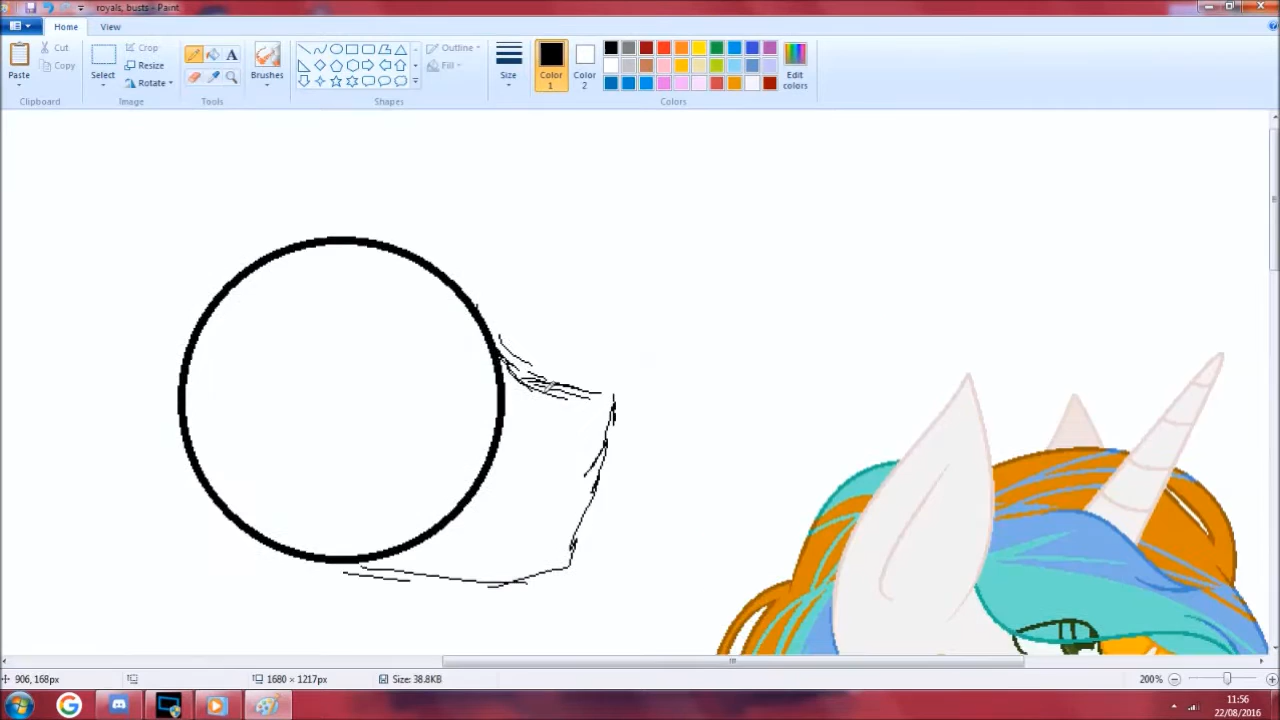 royals, busts - Paint
Home View
Paste
Cut
Copy
Clipboard
Select
Crop
Resize
Rotate
Image
A
Tools
Brushes
Outline
Fill
Shapes
Size
Color 1
Color 2
Edit colors
Colors
906, 168px
1680 × 1217px
Size: 38.8KB
200%
11:56
22/08/2016